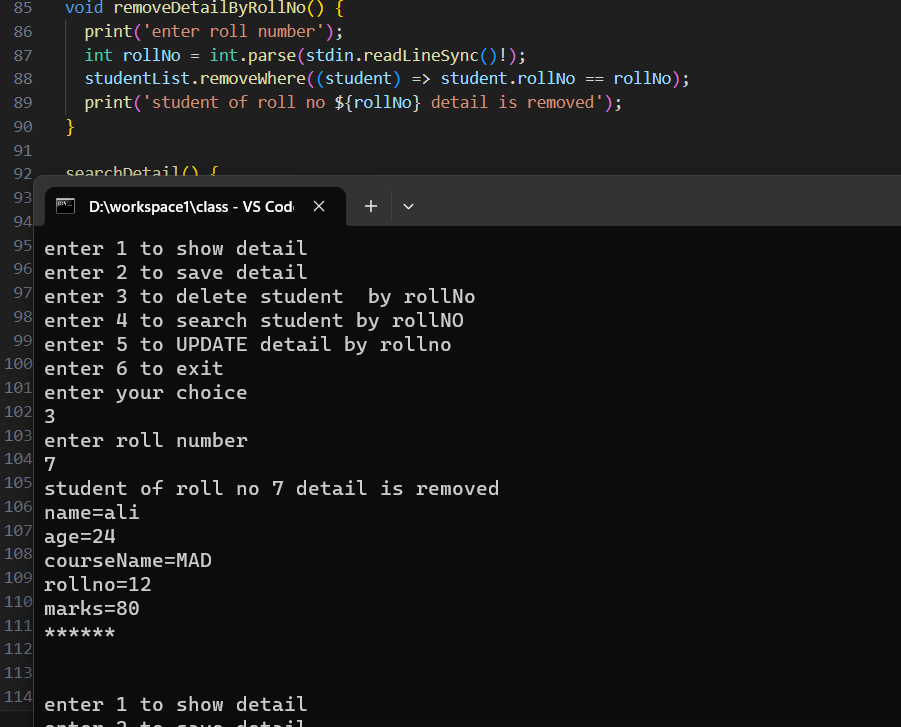 85 void removeDetailByRollNo() {
86 print('enter roll number');
87 int rollNo = int.parse(stdin.readLineSync()!);
88 studentList.removeWhere((student) => student.rollNo == rollNo);
89 print('student of roll no ${rollNo} detail is removed');
90 }
91
92 searchDetail() {
93
94
95
96
97
98
99
100
101
102
103
104
105
106
107
108
109
110
111
112
113
114
D:\workspace1\class - VS Cod
enter 1 to show detail
enter 2 to save detail
enter 3 to delete student  by rollNo
enter 4 to search student by rollNO
enter 5 to UPDATE detail by rollno
enter 6 to exit
enter your choice
3
enter roll number
7
student of roll no 7 detail is removed
name=ali
age=24
courseName=MAD
rollno=12
marks=80
******
enter 1 to show detail
enter 2 to save detail